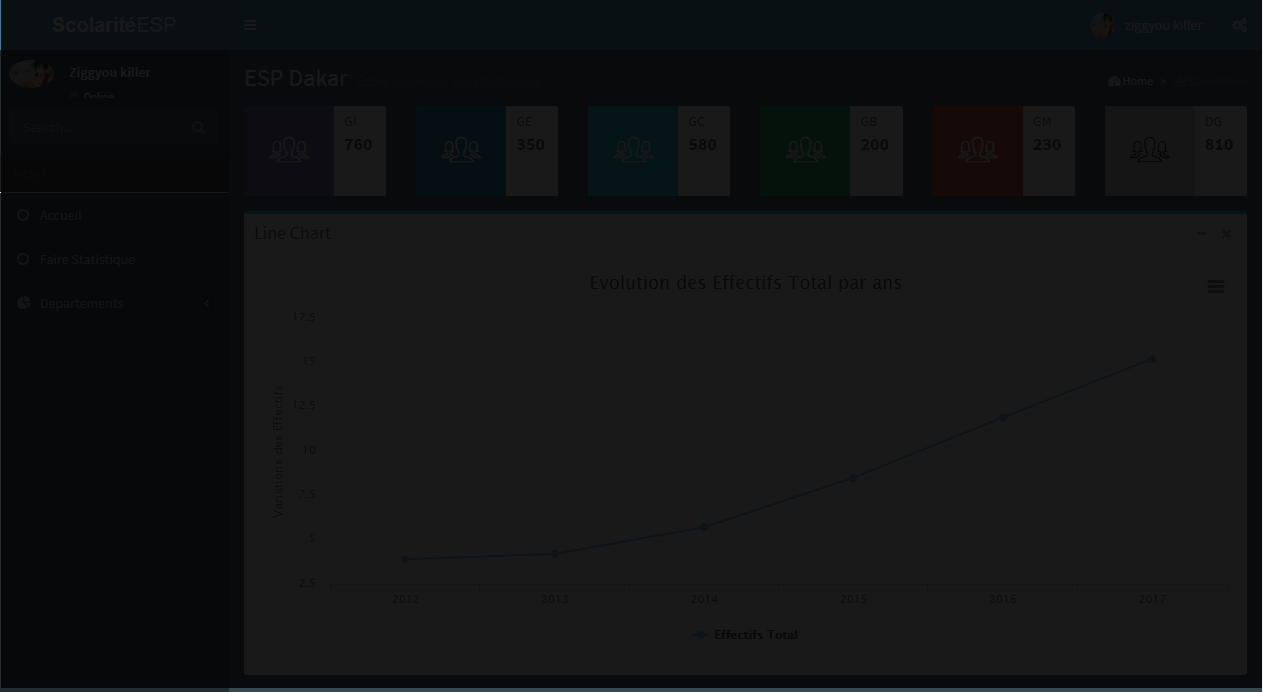 ScolaritéESP
ziggyou killer
Ziggyou killer
Online
Search...
Accueil
Faire Statistique
Departements
ESP Dakar
Home >
GI
760
GE
350
GC
580
GB
200
GM
230
DG
810
Line Chart
Evolution des Effectifs Total par ans
Variations des Effectifs
17.5
15
12.5
10
7.5
5
2.5
2012 2013 2014 2015 2016 2017
Effectifs Total